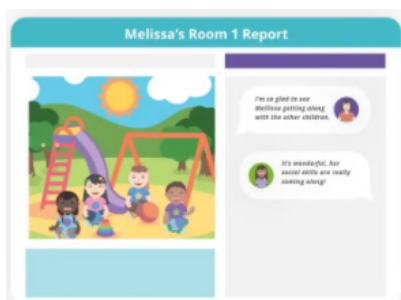 Melissa's Room 1 Report
I'm so glad to see
Mellissa getting along
with the other children.
It's wonderful, her
social skills are really
coming along!